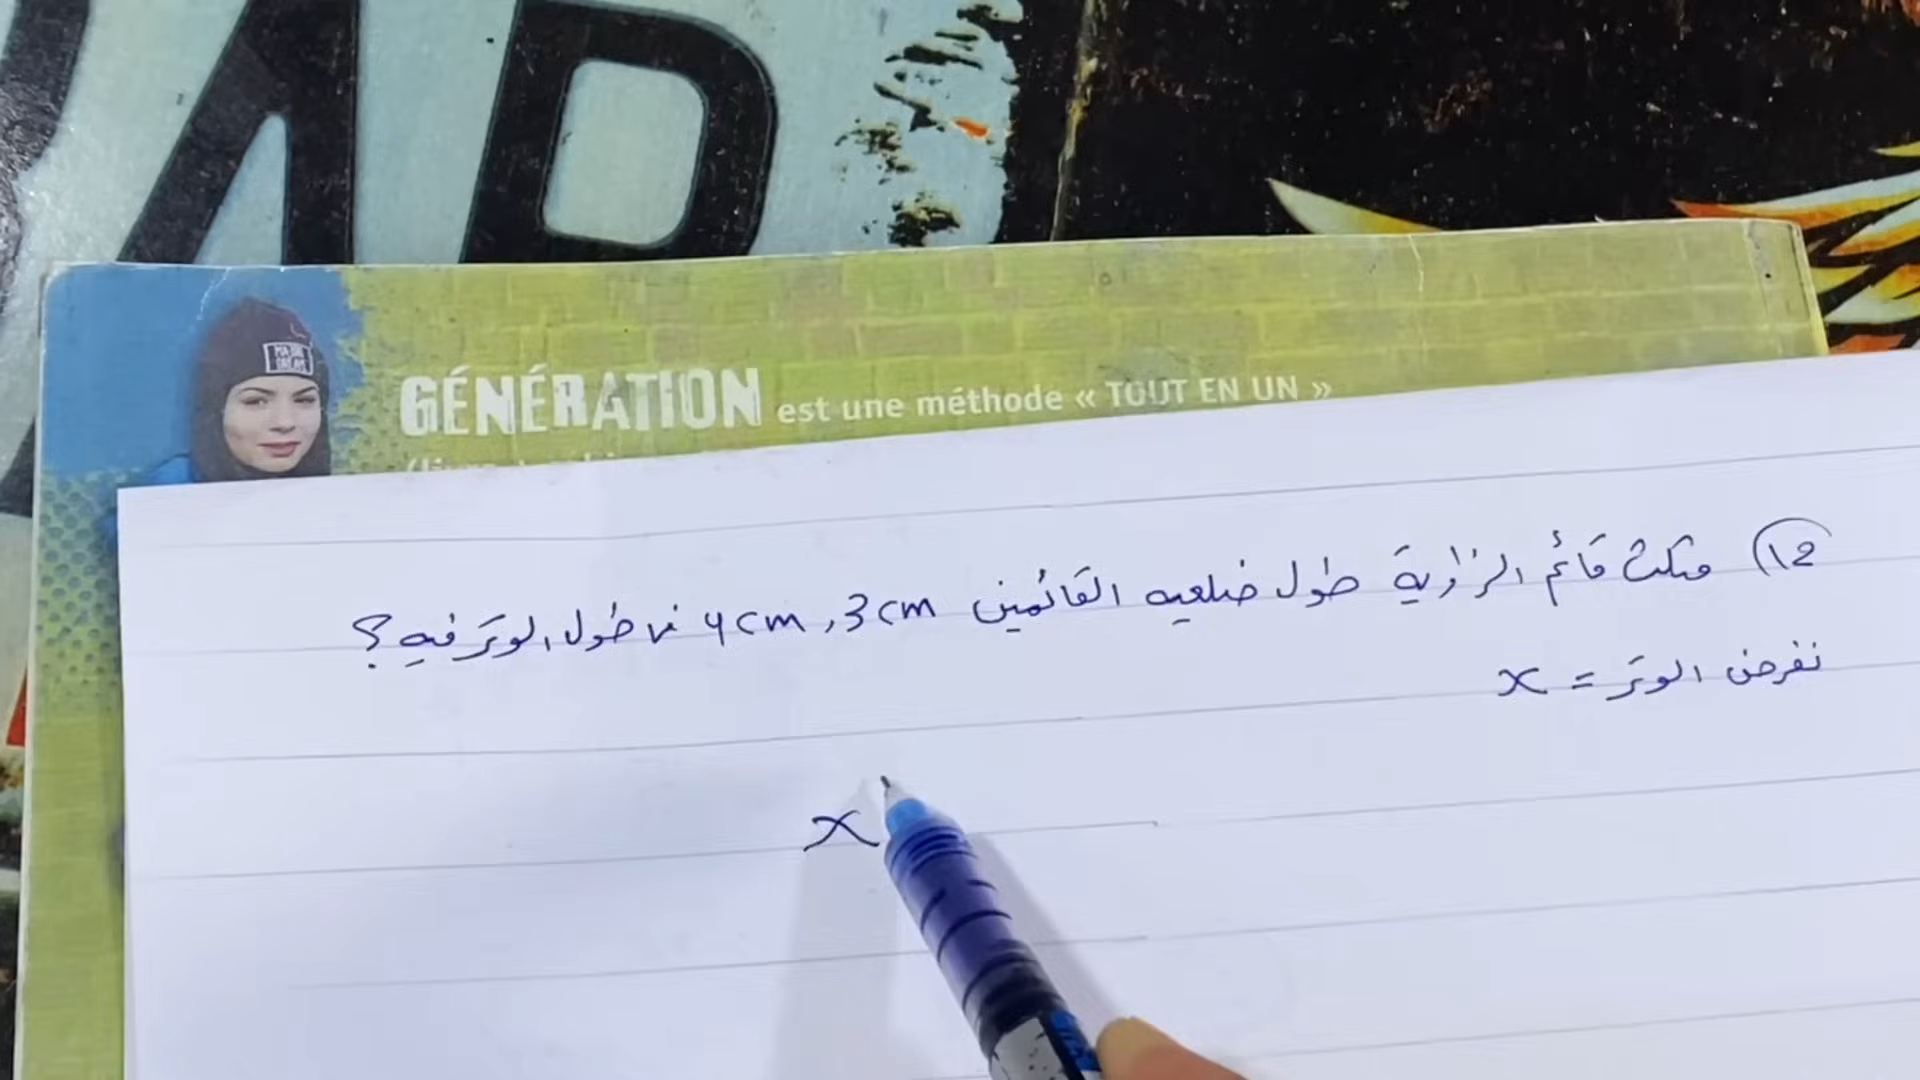 GÉNÉRATION est une méthode « TOUT EN UN »
12) مثلث قائم الزاوية طول ضلعيه القائمين 3cm , 4cm فما طول الوتر فيه ؟
نفرض الوتر = x
x